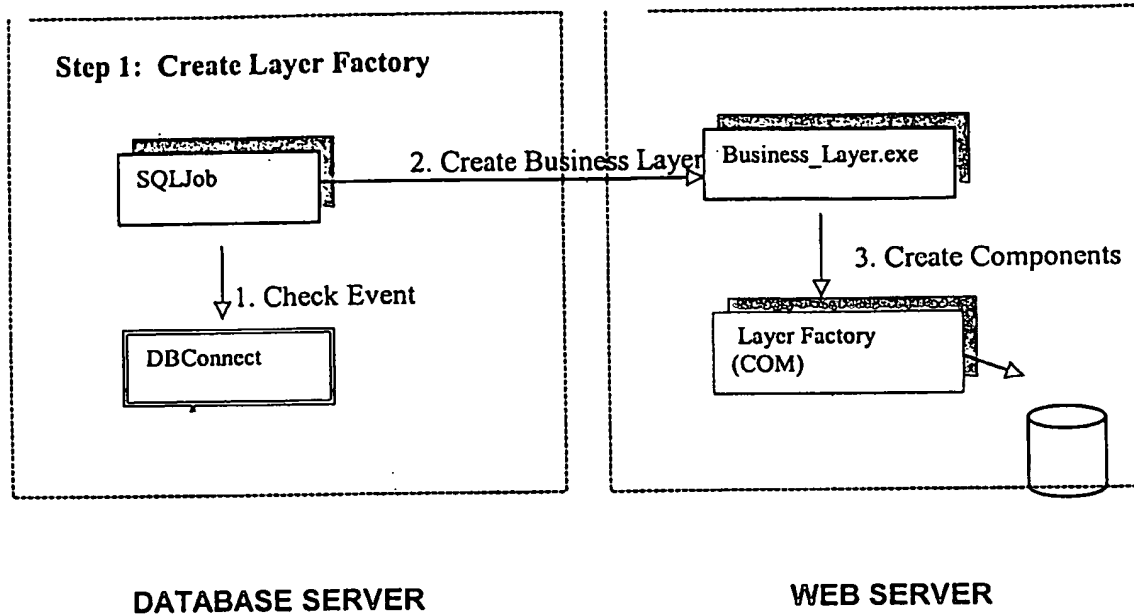 Step 1: Create Layer Factory
SQLJob
2. Create Business Layer
Business_Layer.exe
1. Check Event
3. Create Components
DBConnect
Layer Factory
(COM)
DATABASE SERVER
WEB SERVER